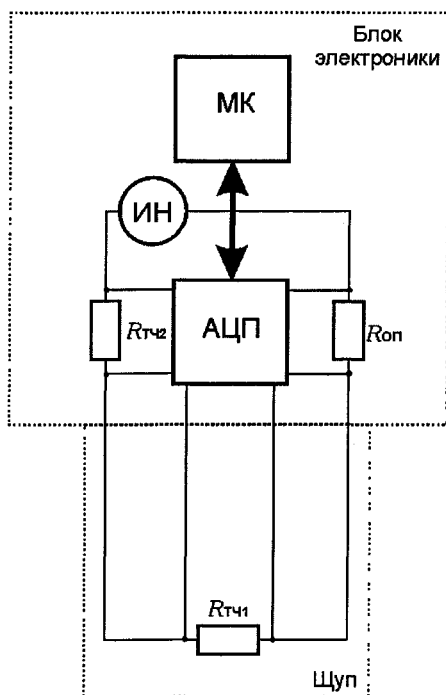 Блок
электроники
МК
ИН
Rтч2
АЦП
Rоп
Rтч1
Щуп